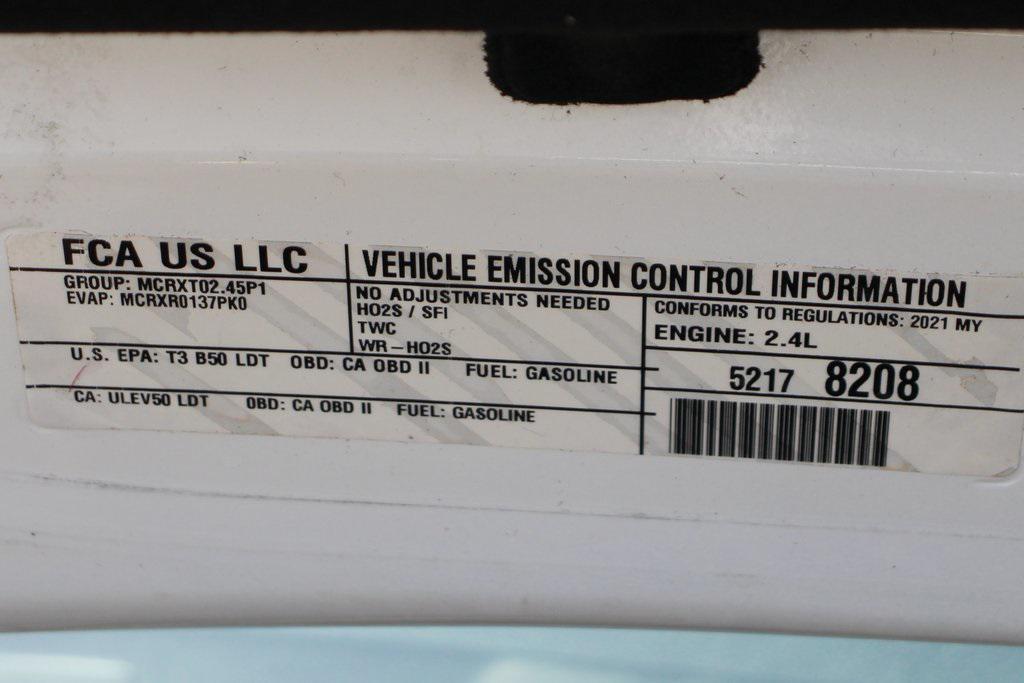 FCA US LLC
VEHICLE EMISSION CONTROL INFORMATION
GROUP: MCRXT02.45P1
EVAP: MCRXR0137PK0
NO ADJUSTMENTS NEEDED
HO2S / SFI
TWC
WR-HO2S
CONFORMS TO REGULATIONS: 2021 MY
ENGINE: 2.4L
U.S. EPA: T3 B50 LDT OBD: CA OBD II FUEL: GASOLINE
5217 8208
CA: ULEV50 LDT OBD: CA OBD II FUEL: GASOLINE